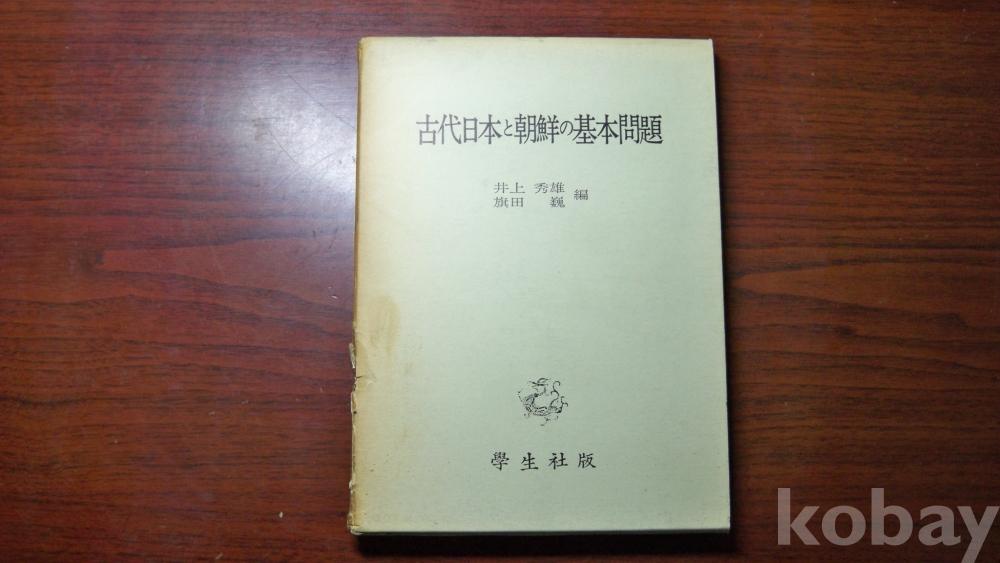 古代日本と朝鮮の基本問題
井上 秀雄
旗田 巍 編
學生社版
kobay